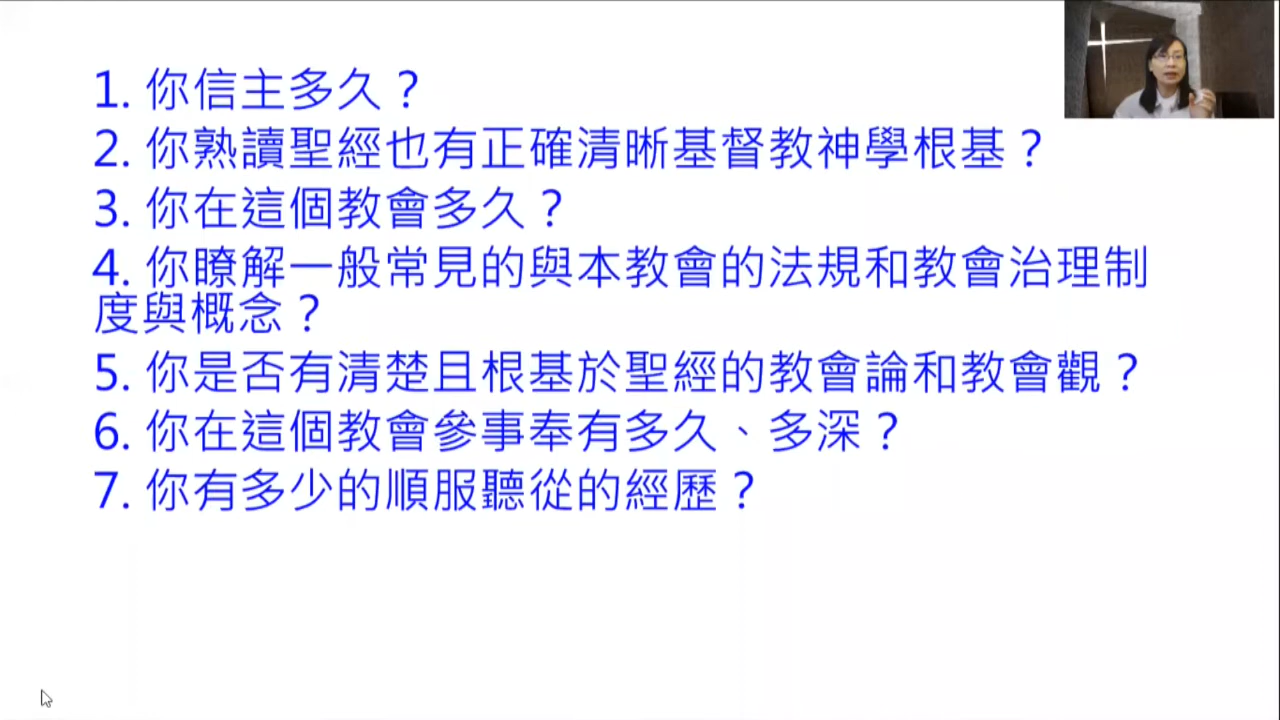 1. 你信主多久？
2. 你熟讀聖經也有正確清晰基督教神學根基？
3. 你在這個教會多久？
4. 你瞭解一般常見的與本教會的法規和教會治理制
度與概念？
5. 你是否有清楚且根基於聖經的教會論和教會觀？
6. 你在這個教會參事奉有多久、多深？
7. 你有多少的順服聽從的經歷？